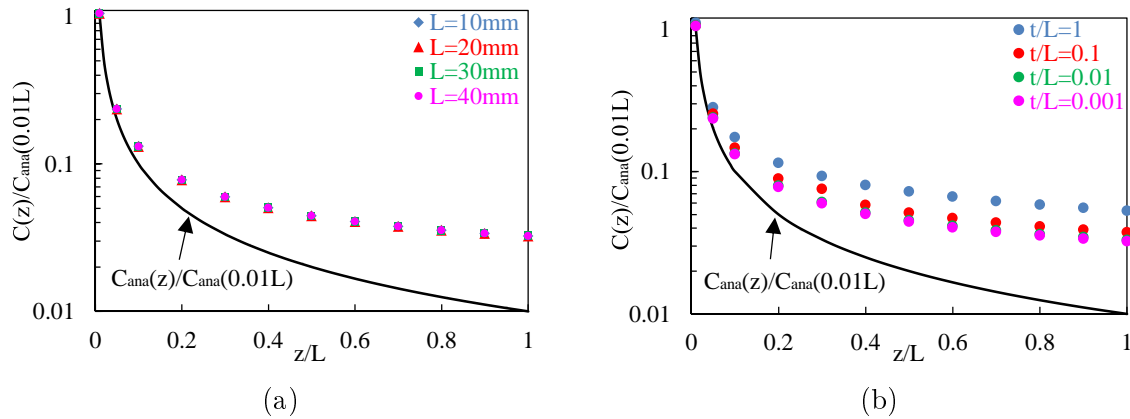 1
0.1
0.01
C(z)/Cana(0.01L)
L=10mm
L=20mm
L=30mm
L=40mm
Cana(z)/Cana(0.01L)
0 0.2 0.4 0.6 0.8 1
z/L
(a)
1
0.1
0.01
C(z)/Cana(0.01L)
t/L=1
t/L=0.1
t/L=0.01
t/L=0.001
Cana(z)/Cana(0.01L)
0 0.2 0.4 0.6 0.8 1
z/L
(b)